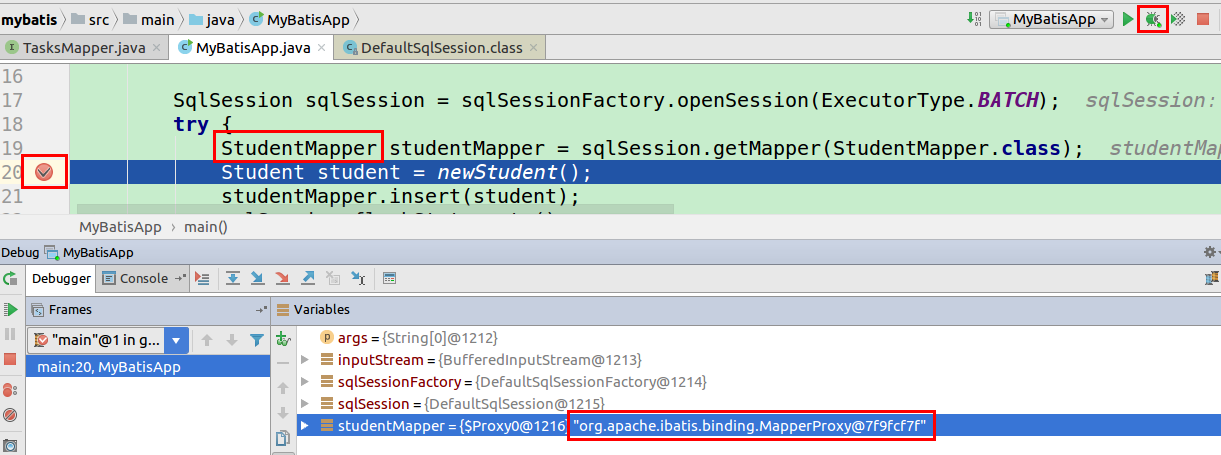 mybatis src main java MyBatisApp MyBatisApp
TasksMapper.java MyBatisApp.java DefaultSqlSession.class
16
17 SqlSession sqlSession = sqlSessionFactory.openSession(ExecutorType.BATCH); sqlSession:
18 try {
19 StudentMapper studentMapper = sqlSession.getMapper(StudentMapper.class); studentMap
20 Student student = newStudent();
21 studentMapper.insert(student);
MyBatisApp › main()
Debug MyBatisApp
Debugger Console
Frames Variables
"main"@1 in g...
main:20, MyBatisApp
args = {String[0]@1212}
inputStream = {BufferedInputStream@1213}
sqlSessionFactory = {DefaultSqlSessionFactory@1214}
sqlSession = {DefaultSqlSession@1215}
studentMapper = {$Proxy0@1216} "org.apache.ibatis.binding.MapperProxy@7f9fcf7f"